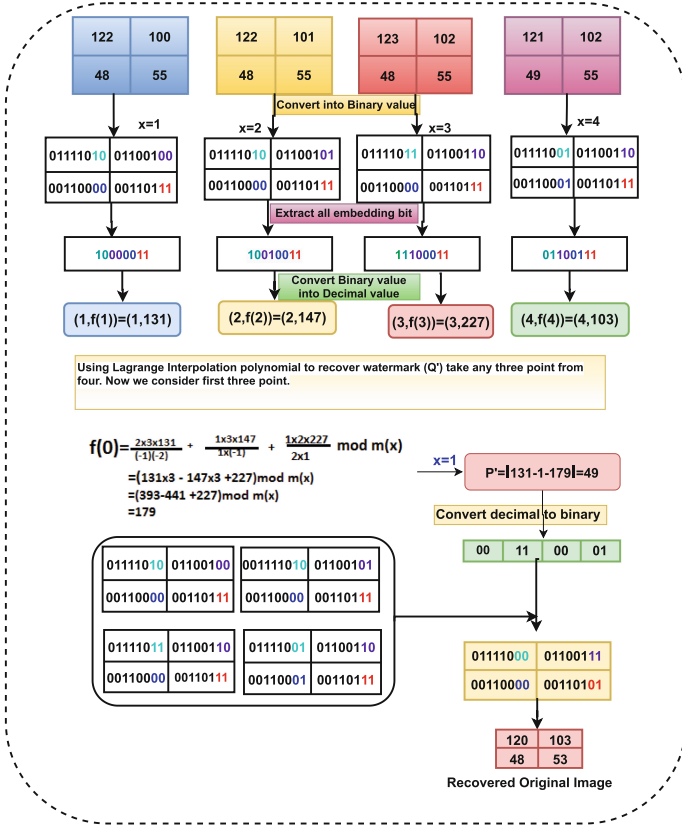 122 100 122 101 123 102 121 102
48 55 48 55 48 55 49 55
Convert into Binary value
x=1 x=2 x=3 x=4
01111010 01100100 01111010 01100101 01111011 01100110 01111001 01100110
00110000 00110111 00110000 00110111 00110000 00110111 00110001 00110111
Extract all embedding bit
10000011 10010011 11100011 01100111
Convert Binary value
into Decimal value
(1,f(1))=(1,131) (2,f(2))=(2,147) (3,f(3))=(3,227) (4,f(4))=(4,103)
Using Lagrange Interpolation polynomial to recover watermark (Q') take any three point from
four. Now we consider first three point.
f(0)= 2x3x131/(-1)(-2) + 1x3x147/1x(-1) + 1x2x227/2x1 mod m(x)
=(131x3 - 147x3 +227)mod m(x)
=(393-441 +227)mod m(x)
=179
x=1
P'=|131-1-179|=49
Convert decimal to binary
00 11 00 01
01111010 01100100 0011111010 01100101
00110000 00110111 00110000 00110111
01111011 01100110 01111001 01100110
00110000 00110111 00110001 00110111
01111000 01100111
00110000 00110101
120 103
48 53
Recovered Original Image